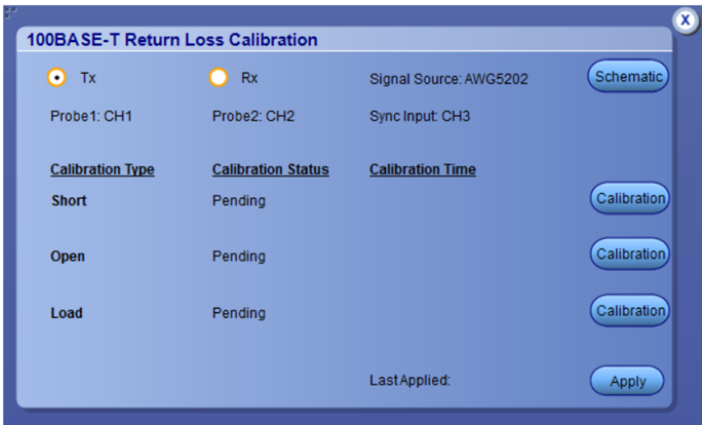 X
100BASE-T Return Loss Calibration
Tx Rx Signal Source: AWG5202 Schematic
Probe1: CH1 Probe2: CH2 Sync Input: CH3
Calibration Type Calibration Status Calibration Time
Short Pending Calibration
Open Pending Calibration
Load Pending Calibration
Last Applied: Apply